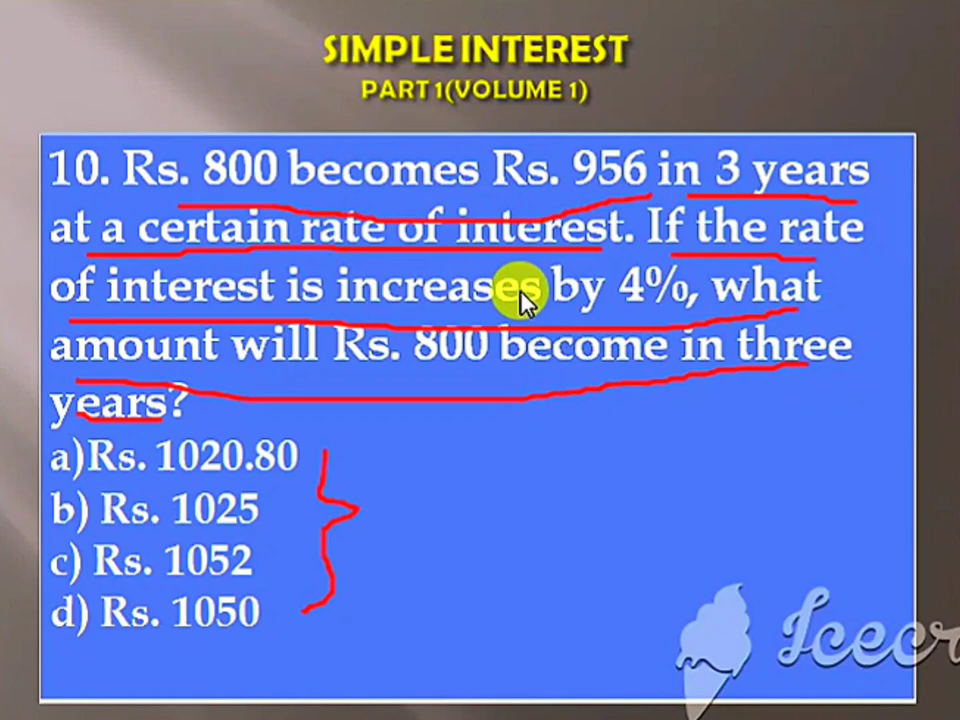 SIMPLE INTEREST
PART 1(VOLUME 1)
10. Rs. 800 becomes Rs. 956 in 3 years
at a certain rate of interest. If the rate
of interest is increases by 4%, what
amount will Rs. 800 become in three
years?
a)Rs. 1020.80
b) Rs. 1025
c) Rs. 1052
d) Rs. 1050